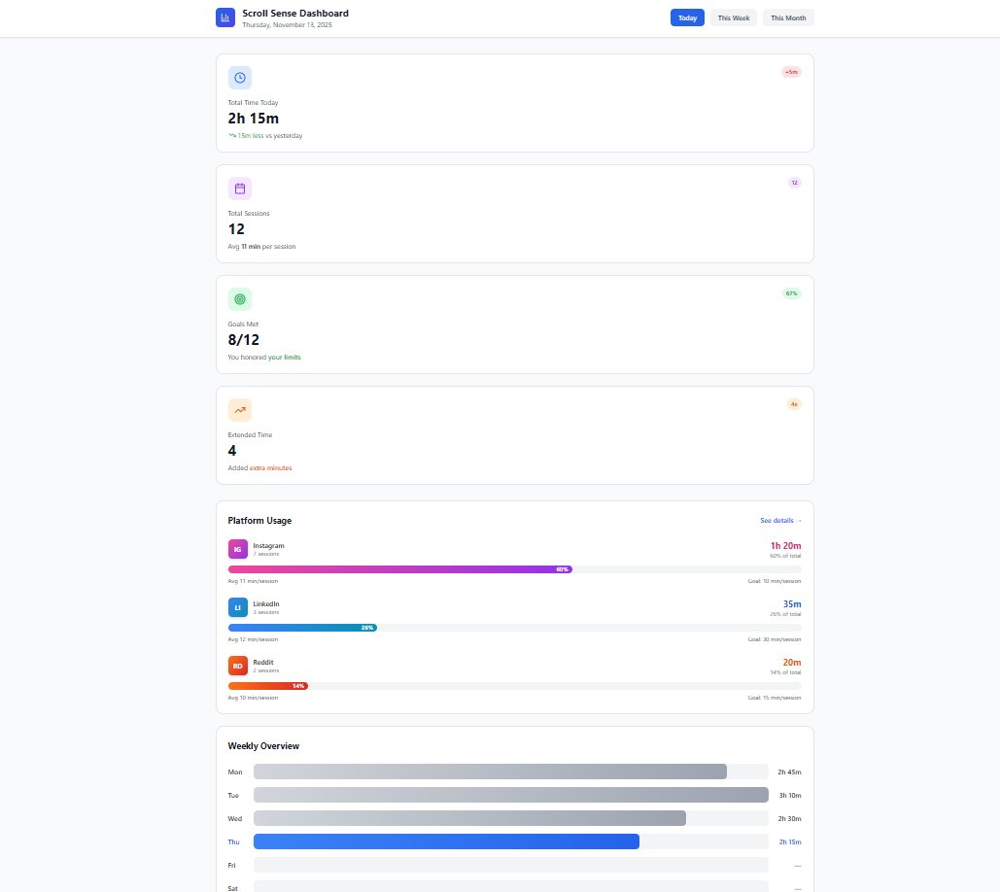 Scroll Sense Dashboard
Thursday, November 13, 2025
Today This Week This Month
+5m
Total Time Today
2h 15m
15m less vs yesterday
12
Total Sessions
12
Avg 11 min per session
67%
Goals Met
8/12
You honored your limits
4x
Extended Time
4
Added extra minutes
Platform Usage See details →
IG Instagram 1h 20m
7 sessions 60% of total
60%
Avg 11 min/session Goal: 10 min/session
LI LinkedIn 35m
3 sessions 26% of total
26%
Avg 12 min/session Goal: 30 min/session
RD Reddit 20m
2 sessions 14% of total
14%
Avg 10 min/session Goal: 15 min/session
Weekly Overview
Mon 2h 45m
Tue 3h 10m
Wed 2h 30m
Thu 2h 15m
Fri —
Sat —